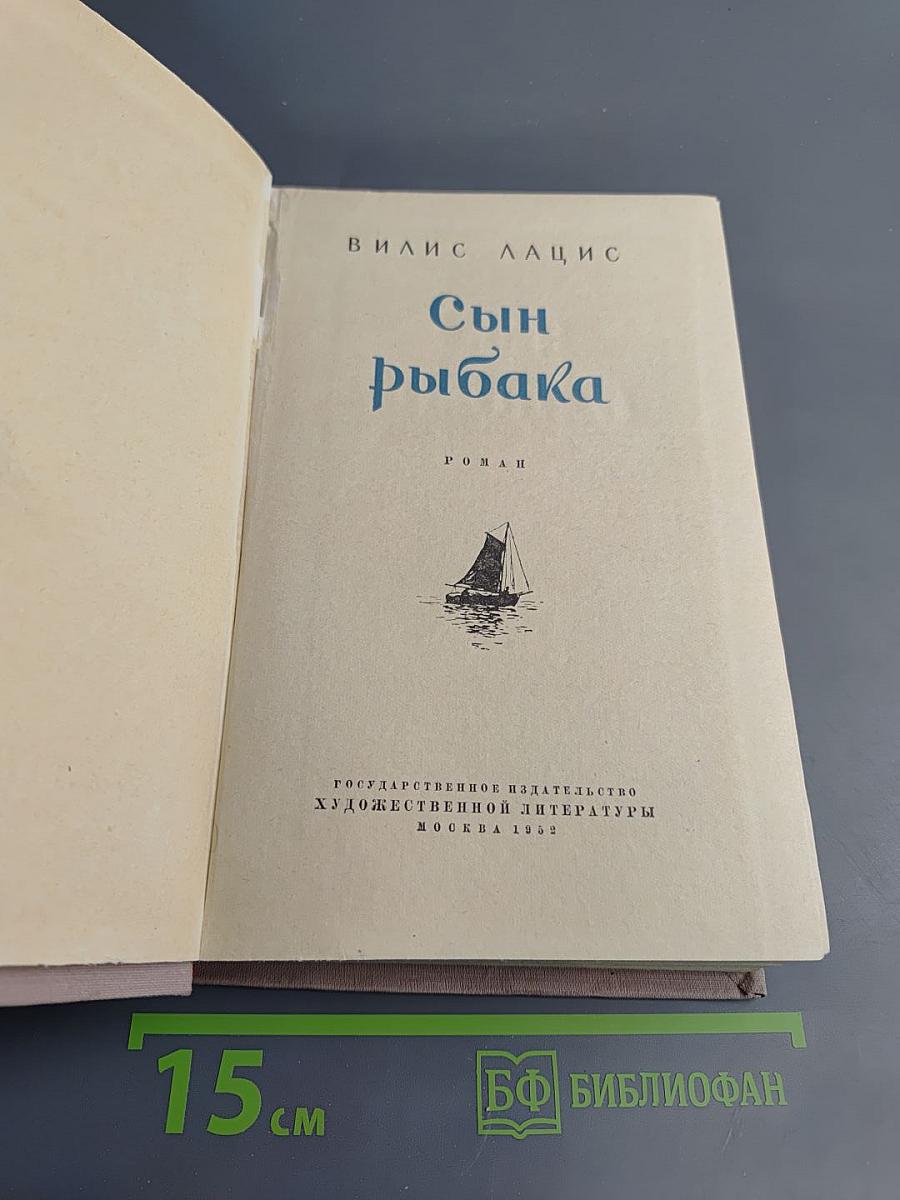 ВИЛИС ЛАЦИС
Сын
рыбака
РОМАН
ГОСУДАРСТВЕННОЕ ИЗДАТЕЛЬСТВО
ХУДОЖЕСТВЕННОЙ ЛИТЕРАТУРЫ
МОСКВА 1952
15 см
БФ БИБЛИОФАН